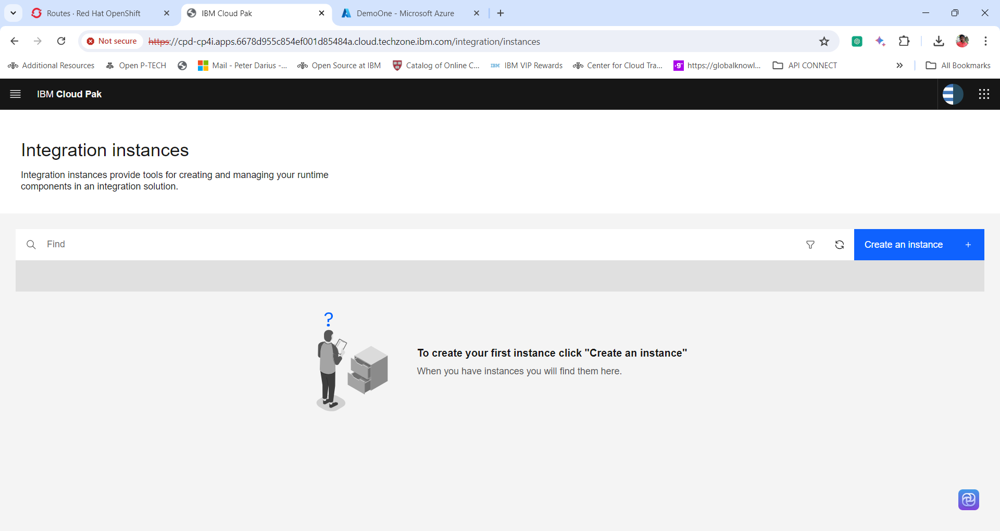 Routes · Red Hat OpenShift
IBM Cloud Pak
DemoOne - Microsoft Azure
Not secure
https://cpd-cp4i.apps.6678d955c854ef001d85484a.cloud.techzone.ibm.com/integration/instances
Additional Resources
Open P-TECH
Mail - Peter Darius -...
Open Source at IBM
Catalog of Online C...
IBM
IBM VIP Rewards
Center for Cloud Tra...
·g·
https://globalknowl...
API CONNECT
All Bookmarks
IBM Cloud Pak
Integration instances
Integration instances provide tools for creating and managing your runtime
components in an integration solution.
Find
Create an instance +
?
To create your first instance click "Create an instance"
When you have instances you will find them here.